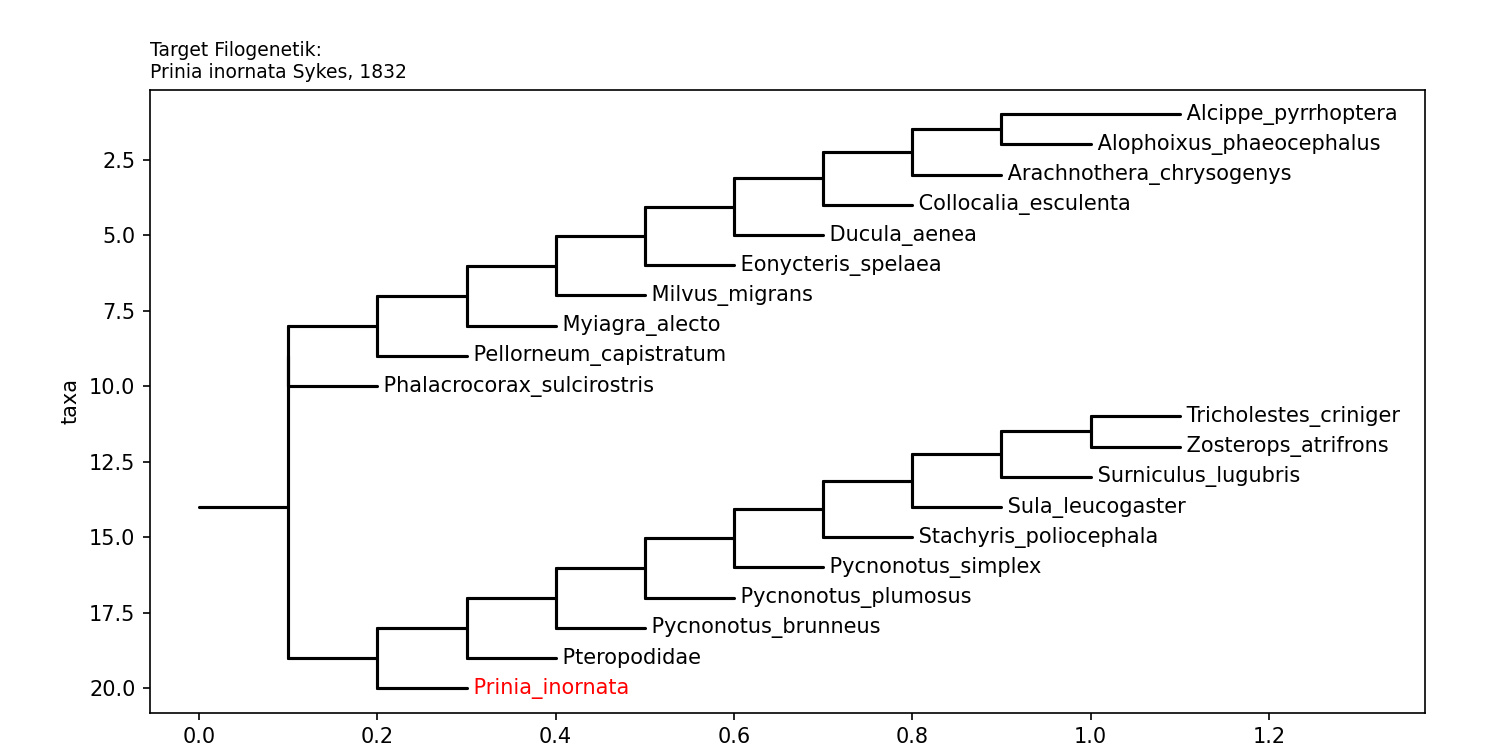 Target Filogenetik:
Prinia inornata Sykes, 1832
Alcippe_pyrrhoptera
Alophoixus_phaeocephalus
2.5
Arachnothera_chrysogenys
Collocalia_esculenta
5.0
Ducula_aenea
Eonycteris_spelaea
Milvus_migrans
7.5
Myiagra_alecto
Pellorneum_capistratum
10.0
Phalacrocorax_sulcirostris
taxa
Tricholestes_criniger
Zosterops_atrifrons
12.5
Surniculus_lugubris
Sula_leucogaster
15.0
Stachyris_poliocephala
Pycnonotus_simplex
Pycnonotus_plumosus
17.5
Pycnonotus_brunneus
Pteropodidae
20.0
Prinia_inornata
0.0 0.2 0.4 0.6 0.8 1.0 1.2